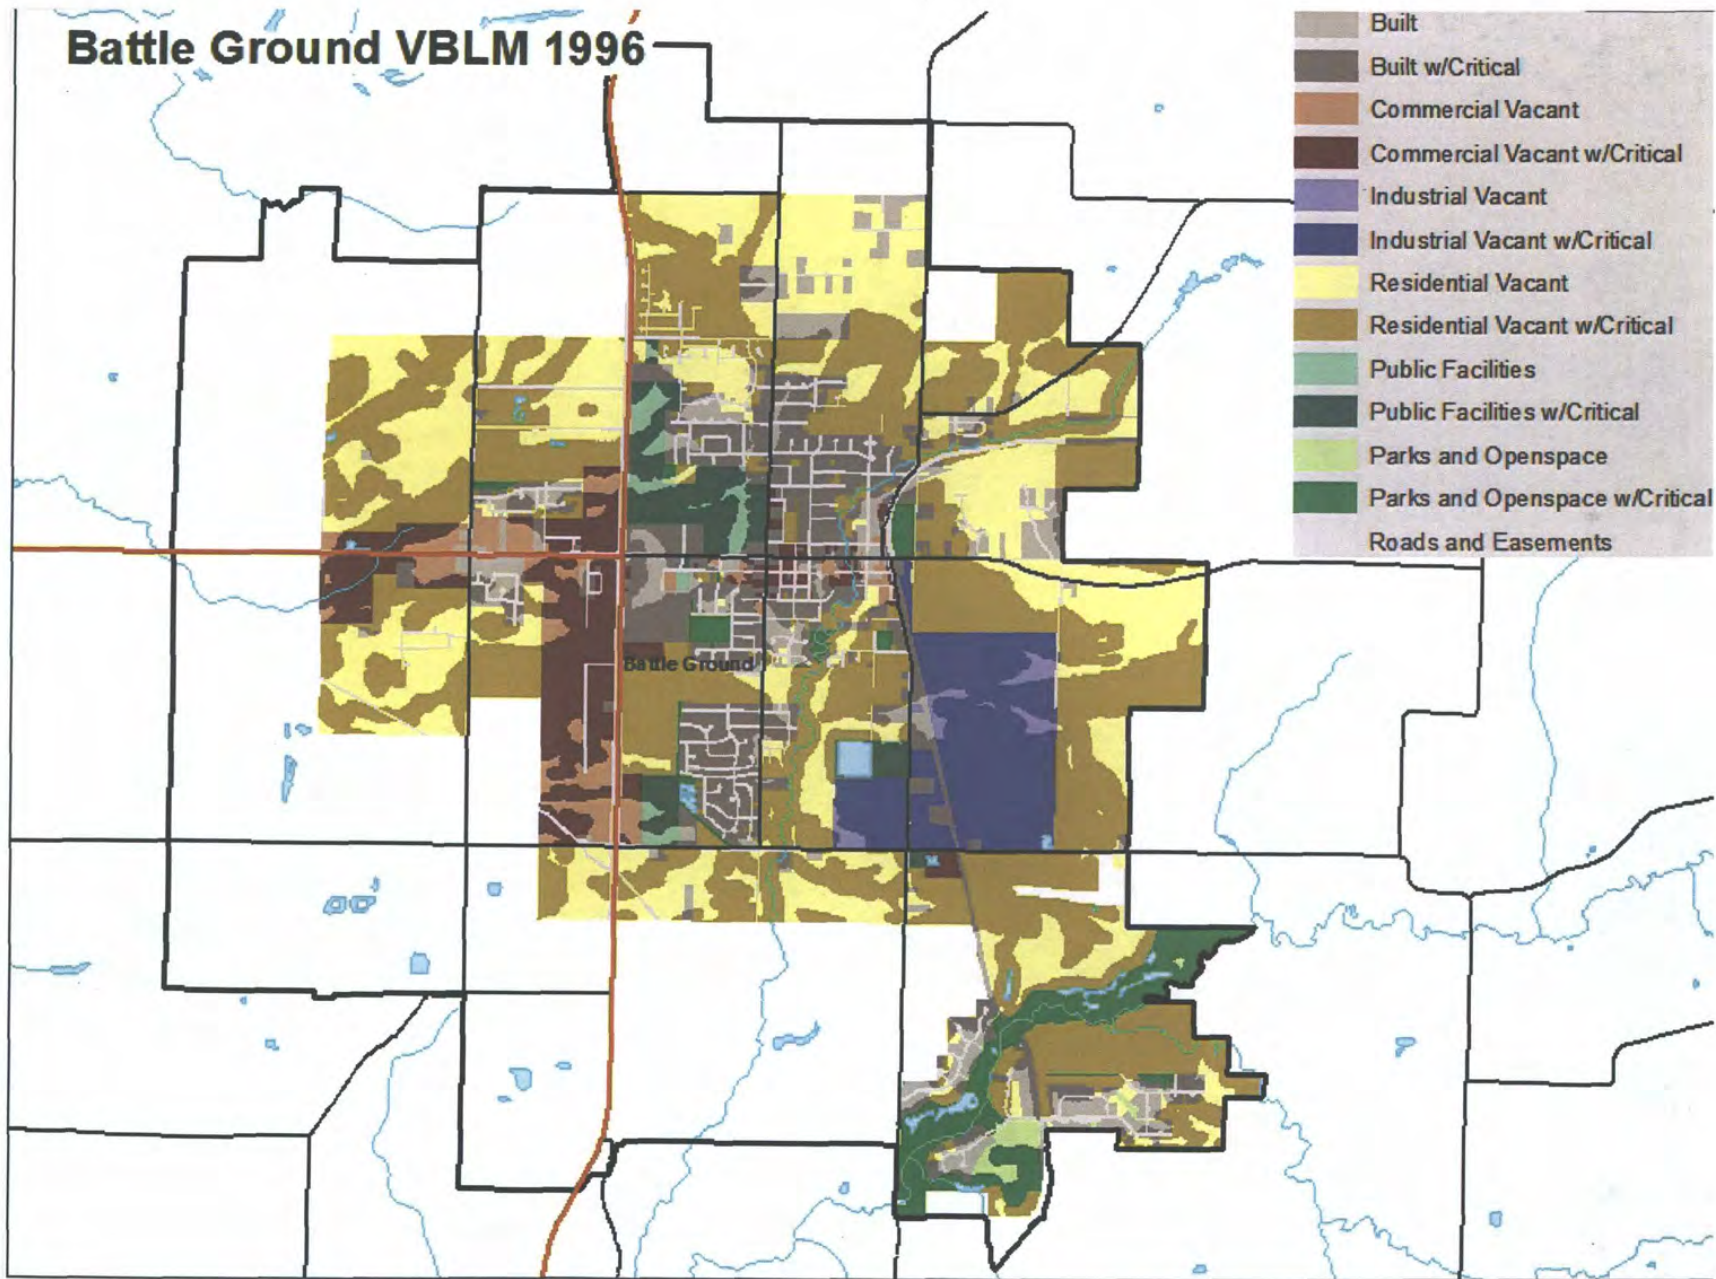 Battle Ground VBLM 1996
Built
Built w/Critical
Commercial Vacant
Commercial Vacant w/Critical
Industrial Vacant
Industrial Vacant w/Critical
Residential Vacant
Residential Vacant w/Critical
Public Facilities
Public Facilities w/Critical
Parks and Openspace
Parks and Openspace w/Critical
Roads and Easements
Battle Ground